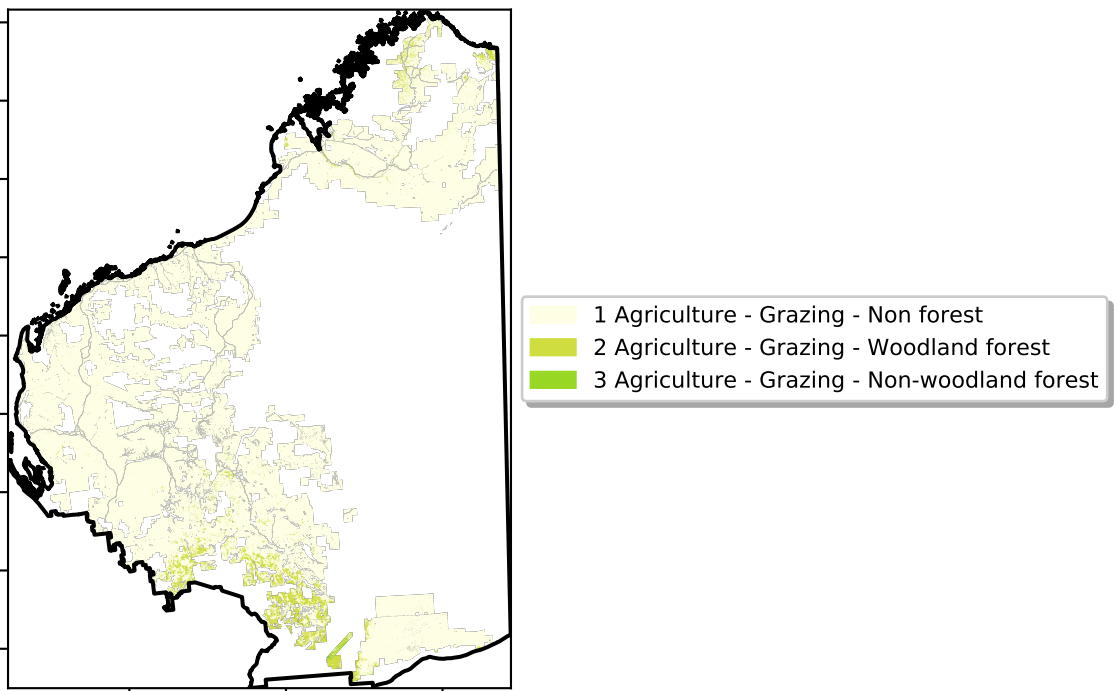 1 Agriculture - Grazing - Non forest
2 Agriculture - Grazing - Woodland forest
3 Agriculture - Grazing - Non-woodland forest